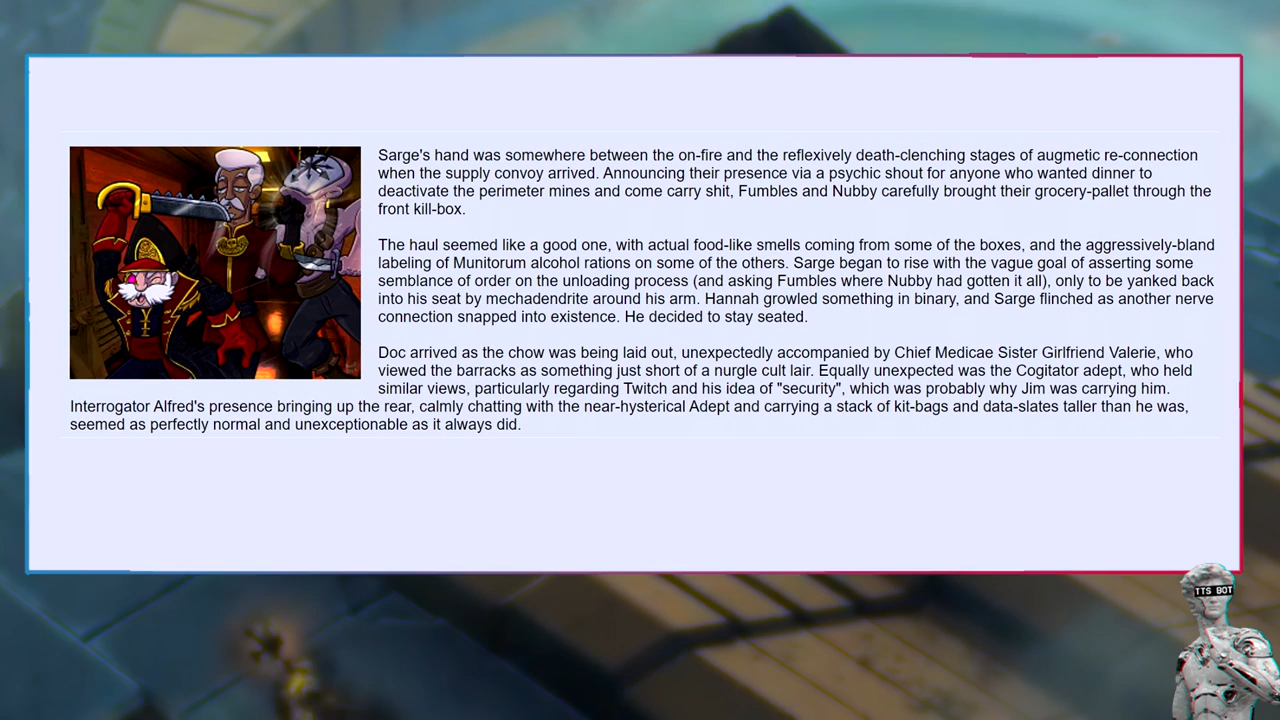 Sarge's hand was somewhere between the on-fire and the reflexively death-clenching stages of augmetic re-connection
when the supply convoy arrived. Announcing their presence via a psychic shout for anyone who wanted dinner to
deactivate the perimeter mines and come carry shit, Fumbles and Nubby carefully brought their grocery-pallet through the
front kill-box.
The haul seemed like a good one, with actual food-like smells coming from some of the boxes, and the aggressively-bland
labeling of Munitorum alcohol rations on some of the others. Sarge began to rise with the vague goal of asserting some
semblance of order on the unloading process (and asking Fumbles where Nubby had gotten it all), only to be yanked back
into his seat by mechadendrite around his arm. Hannah growled something in binary, and Sarge flinched as another nerve
connection snapped into existence. He decided to stay seated.
Doc arrived as the chow was being laid out, unexpectedly accompanied by Chief Medicae Sister Girlfriend Valerie, who
viewed the barracks as something just short of a nurgle cult lair. Equally unexpected was the Cogitator adept, who held
similar views, particularly regarding Twitch and his idea of "security", which was probably why Jim was carrying him.
Interrogator Alfred's presence bringing up the rear, calmly chatting with the near-hysterical Adept and carrying a stack of kit-bags and data-slates taller than he was,
seemed as perfectly normal and unexceptionable as it always did.
TTS BOT